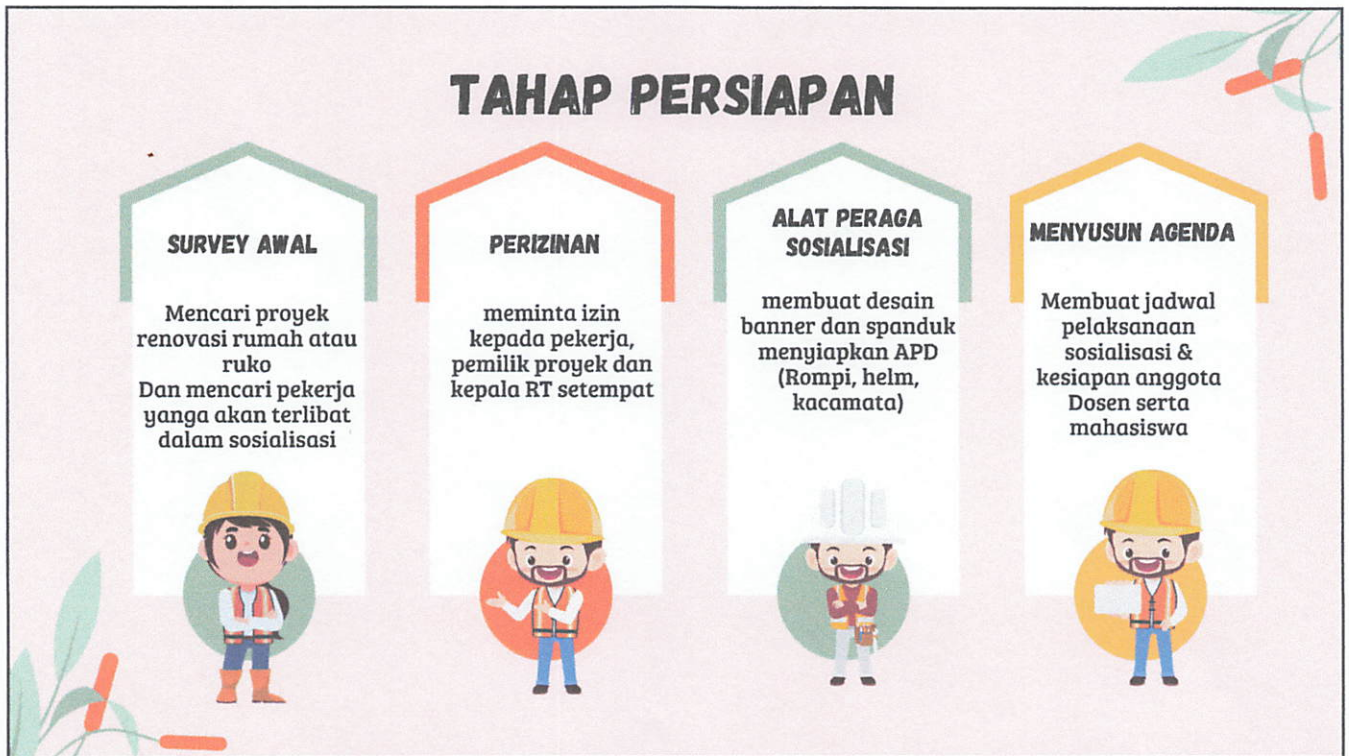 TAHAP PERSIAPAN
SURVEY AWAL
Mencari proyek
renovasi rumah atau
ruko
Dan mencari pekerja
yanga akan terlibat
dalam sosialisasi
PERIZINAN
meminta izin
kepada pekerja,
pemilik proyek dan
kepala RT setempat
ALAT PERAGA
SOSIALISASI
membuat desain
banner dan spanduk
menyiapkan APD
(Rompi, helm,
kacamata)
MENYUSUN AGENDA
Membuat jadwal
pelaksanaan
sosialisasi &
kesiapan anggota
Dosen serta
mahasiswa